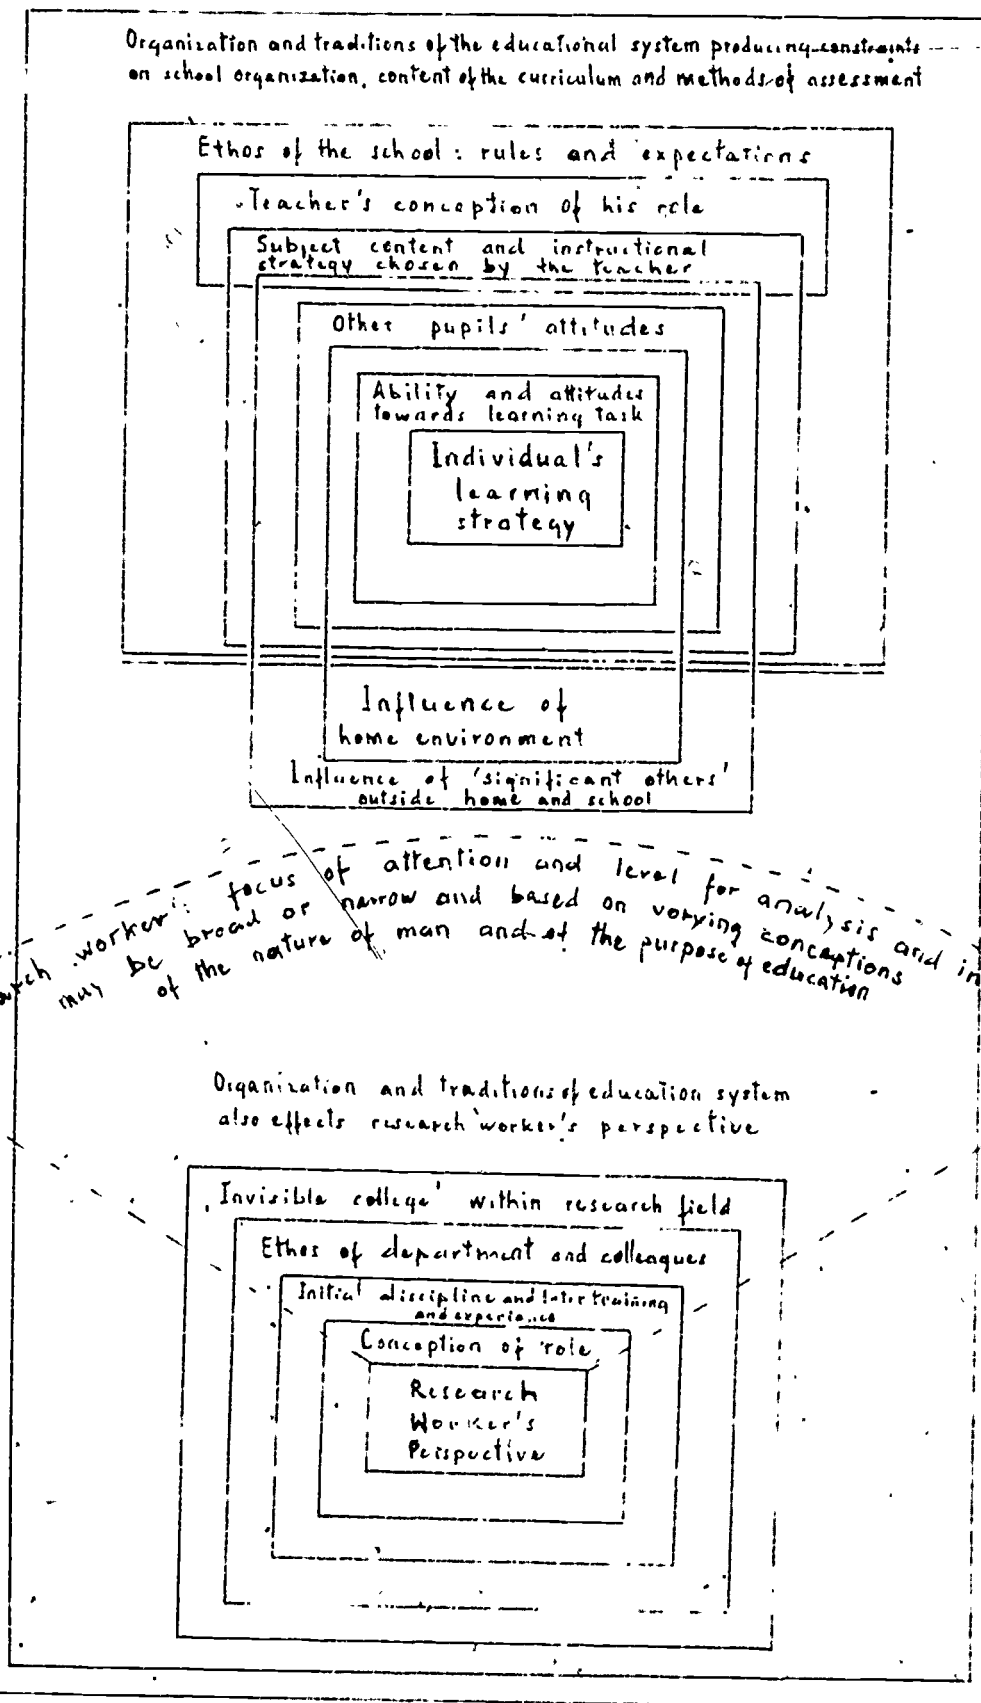 Organization and traditions of the educational system producing constraints
on school organization, content of the curriculum and methods of assessment
Ethos of the school: rules and expectations
Teacher's conception of his role
Subject content and instructional
strategy chosen by the teacher
Other pupils' attitudes
Ability and attitudes
towards learning task
Individual's
learning
strategy
Influence of
home environment
Influence of 'significant others'
outside home and school
worker's focus of attention and level for analysis and
may be broad or narrow and based on varying conceptions
of the nature of man and of the purpose of education
Organization and traditions of education system
also effects research worker's perspective
Invisible college' within research field
Ethos of department and colleagues
Initial discipline and later training
and experience
Conception of role
Research
Worker's
Perspective